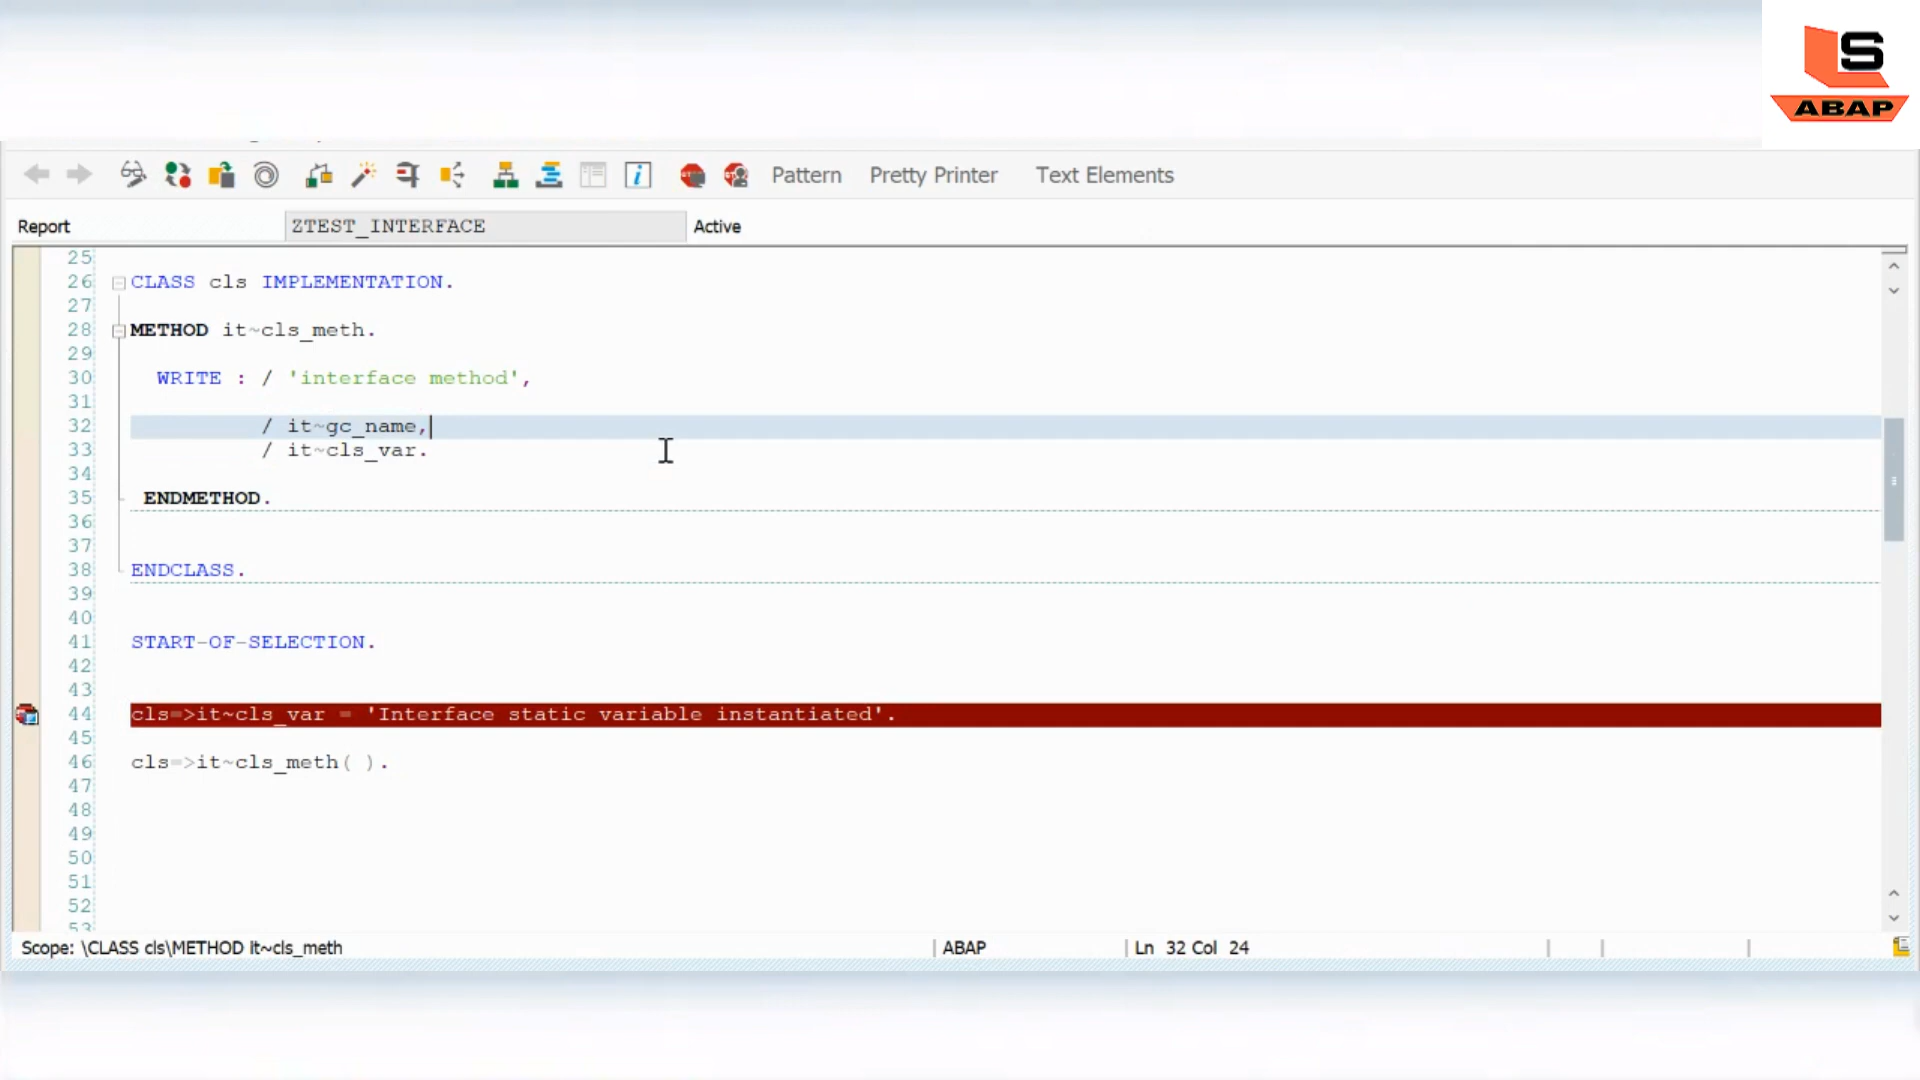 LS
ABAP
Pattern Pretty Printer Text Elements
Report ZTEST_INTERFACE Active
25
26 CLASS cls IMPLEMENTATION.
27
28 METHOD it~cls_meth.
29
30 WRITE : / 'interface method',
31
32 / it~gc_name,
33 / it~cls_var.
34
35 ENDMETHOD.
36
37
38 ENDCLASS.
39
40
41 START-OF-SELECTION.
42
43
44 cls=>it~cls_var = 'Interface static variable instantiated'.
45
46 cls=>it~cls_meth( ).
47
48
49
50
51
52
53
Scope: \CLASS cls\METHOD it~cls_meth ABAP Ln 32 Col 24